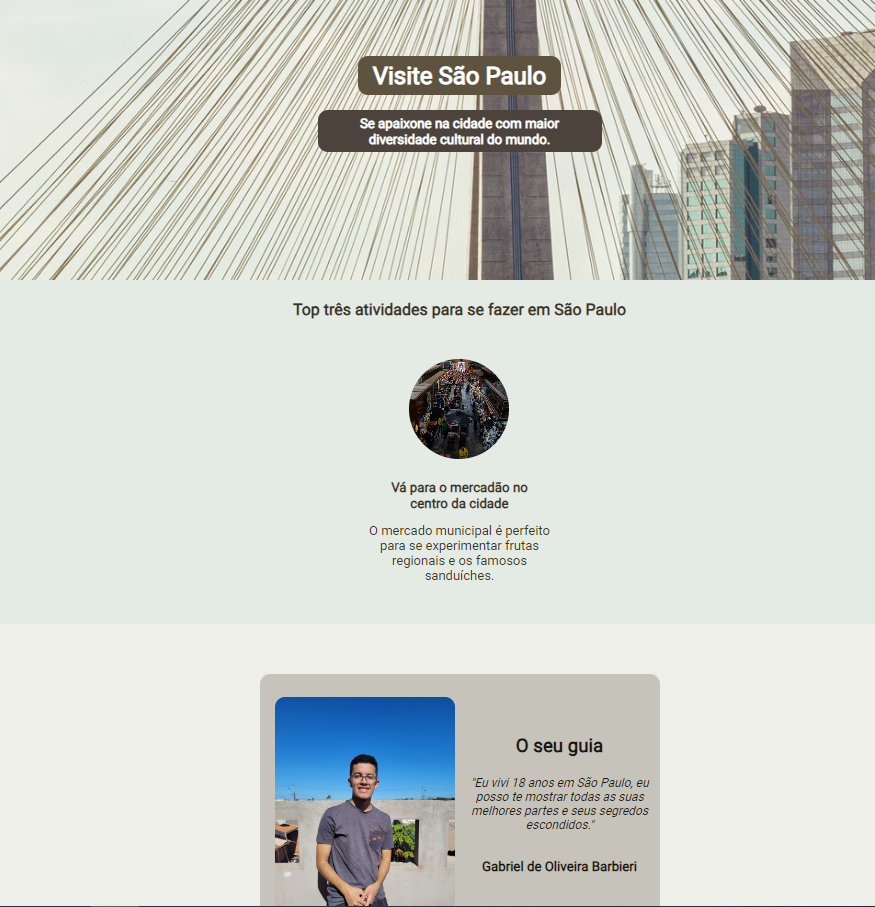 Visite São Paulo
Se apaixone na cidade com maior
diversidade cultural do mundo.
Top três atividades para se fazer em São Paulo
Vá para o mercadão no
centro da cidade
O mercado municipal é perfeito
para se experimentar frutas
regionais e os famosos
sanduíches.
O seu guia
"Eu vivi 18 anos em São Paulo, eu
posso te mostrar todas as suas
melhores partes e seus segredos
escondidos."
Gabriel de Oliveira Barbieri